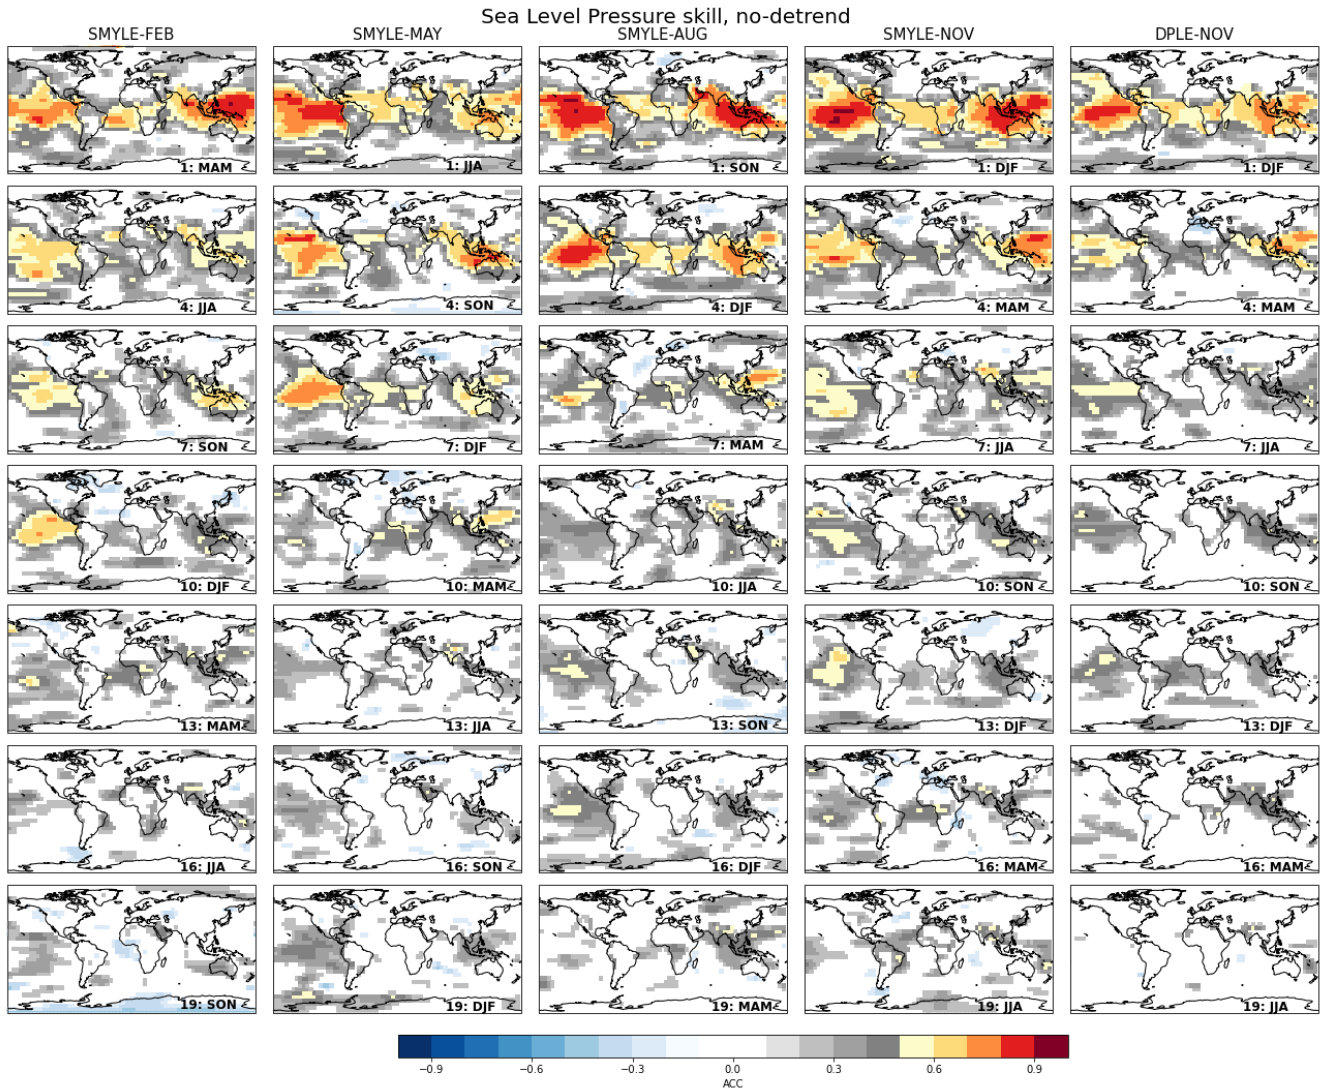 Sea Level Pressure skill, no-detrend
SMYLE-FEB SMYLE-MAY SMYLE-AUG SMYLE-NOV DPLE-NOV
1: MAM 1: JJA 1: SON 1: DJF 1: DJF
4: JJA 4: SON 4: DJF 4: MAM 4: MAM
7: SON 7: DJF 7: MAM 7: JJA 7: JJA
10: DJF 10: MAM 10: JJA 10: SON 10: SON
13: MAM 13: JJA 13: SON 13: DJF 13: DJF
16: JJA 16: SON 16: DJF 16: MAM 16: MAM
19: SON 19: DJF 19: MAM 19: JJA 19: JJA
−0.9 −0.6 −0.3 0.0 0.3 0.6 0.9
ACC